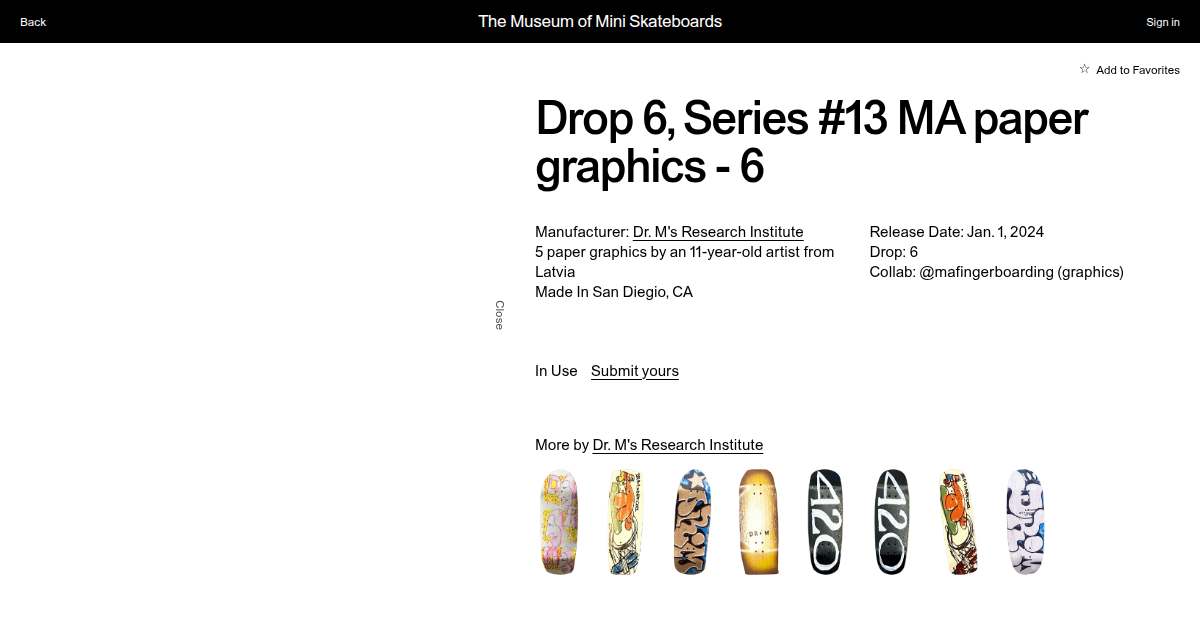 Back
The Museum of Mini Skateboards
Sign in
☆ Add to Favorites
Drop 6, Series #13 MA paper
graphics - 6
Manufacturer: Dr. M's Research Institute
5 paper graphics by an 11-year-old artist from
Latvia
Made In San Diegio, CA
Release Date: Jan. 1, 2024
Drop: 6
Collab: @mafingerboarding (graphics)
Close
In Use Submit yours
More by Dr. M's Research Institute
DR M
420
420